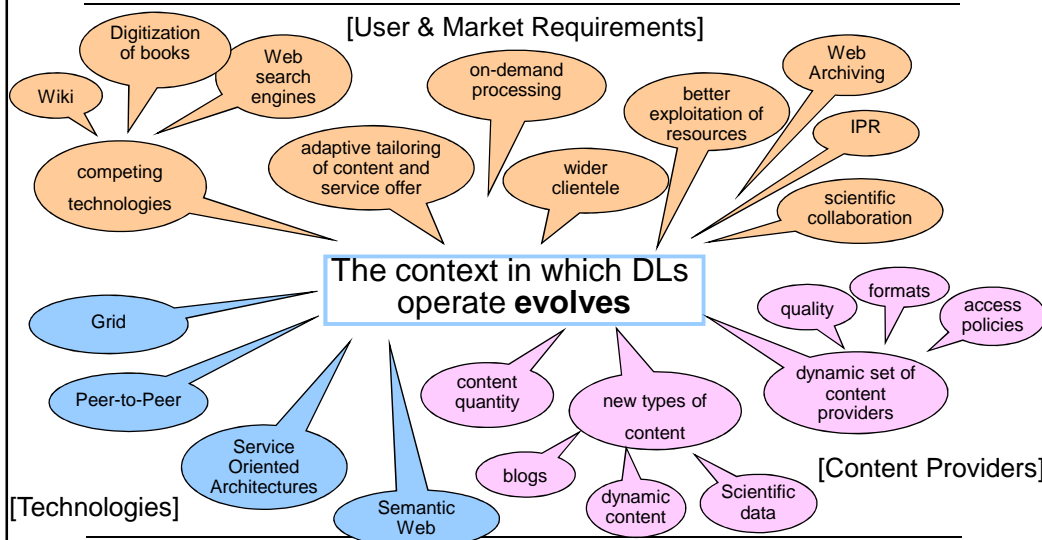 [User & Market Requirements]
Digitization
of books
Web
search
engines
Wiki
on-demand
processing
Web
Archiving
better
exploitation of
resources
IPR
competing
technologies
adaptive tailoring
of content and
service offer
wider
clientele
scientific
collaboration
The context in which DLs
operate evolves
Grid
Peer-to-Peer
Service
Oriented
Architectures
Semantic
Web
[Technologies]
content
quantity
new types of
content
blogs
dynamic
content
Scientific
data
quality
formats
access
policies
dynamic set of
content
providers
[Content Providers]